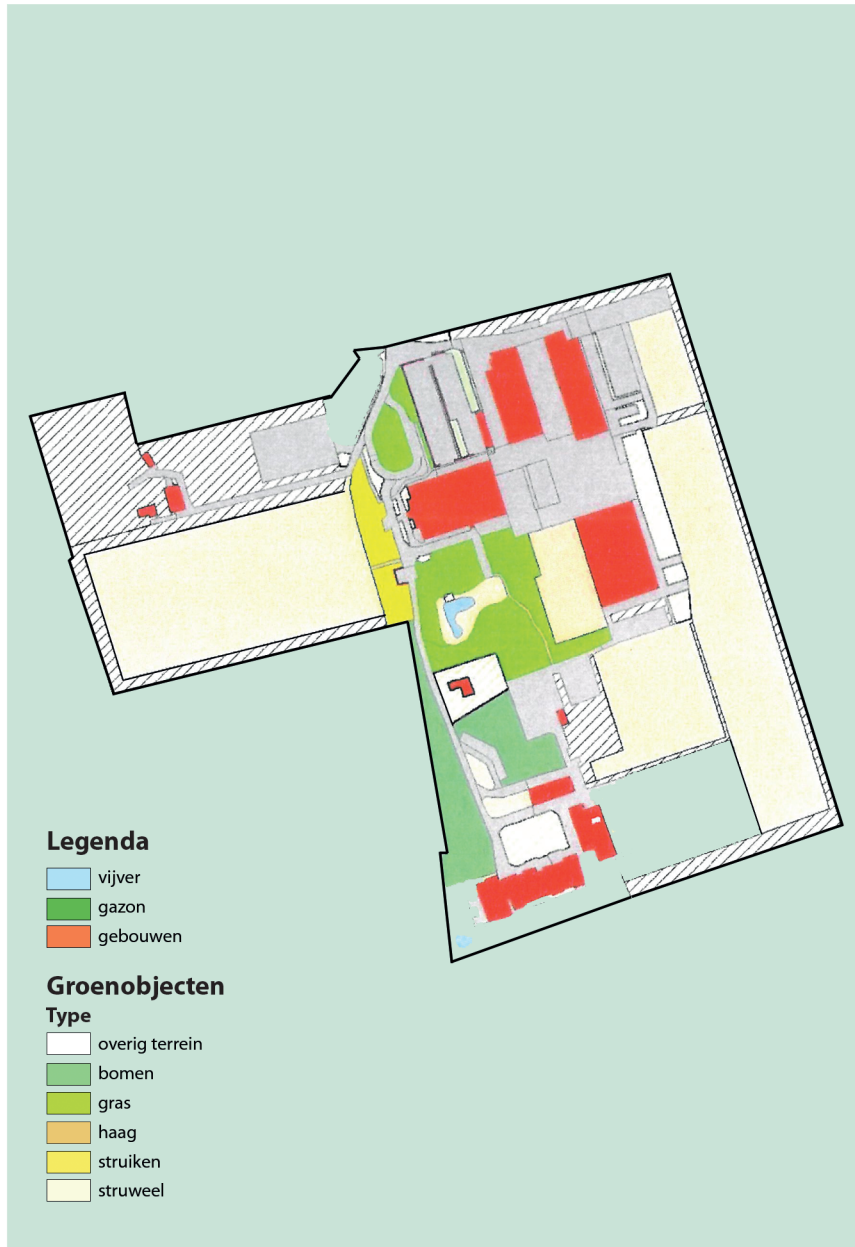 Legenda
vijver
gazon
gebouwen
Groenobjecten
Type
overig terrein
bomen
gras
haag
struiken
struweel